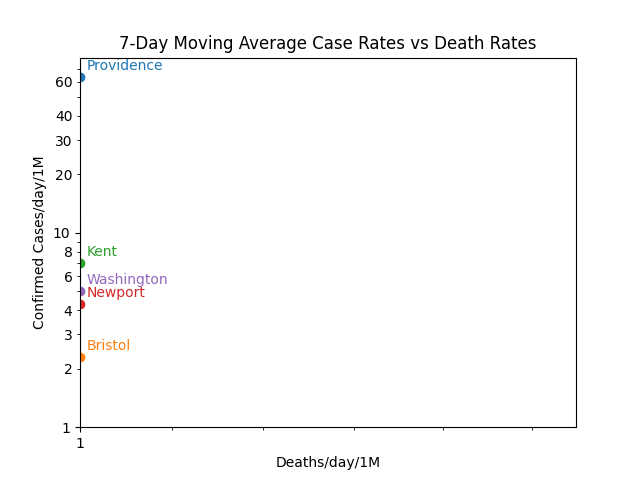 7-Day Moving Average Case Rates vs Death Rates
Providence
60
40
30
20
10
Kent
8
Washington
6
Newport
4
3
Bristol
2
1
1
Confirmed Cases/day/1M
Deaths/day/1M